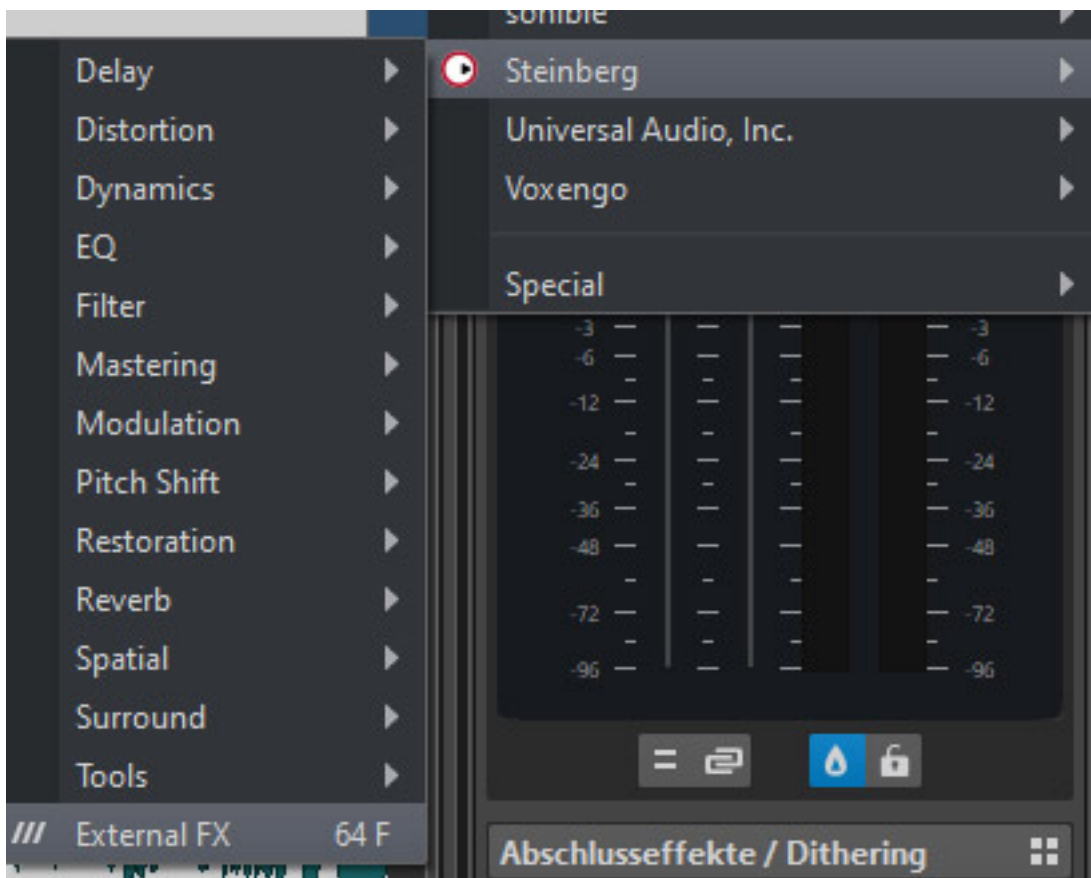 Delay
Distortion
Dynamics
EQ
Filter
Mastering
Modulation
Pitch Shift
Restoration
Reverb
Spatial
Surround
Tools
/// External FX 64 F
sonible
Steinberg
Universal Audio, Inc.
Voxengo
Special
-3 -3
-6 -6
-12 -12
-24 -24
-36 -36
-48 -48
-72 -72
-96 -96
Abschlusseffekte / Dithering